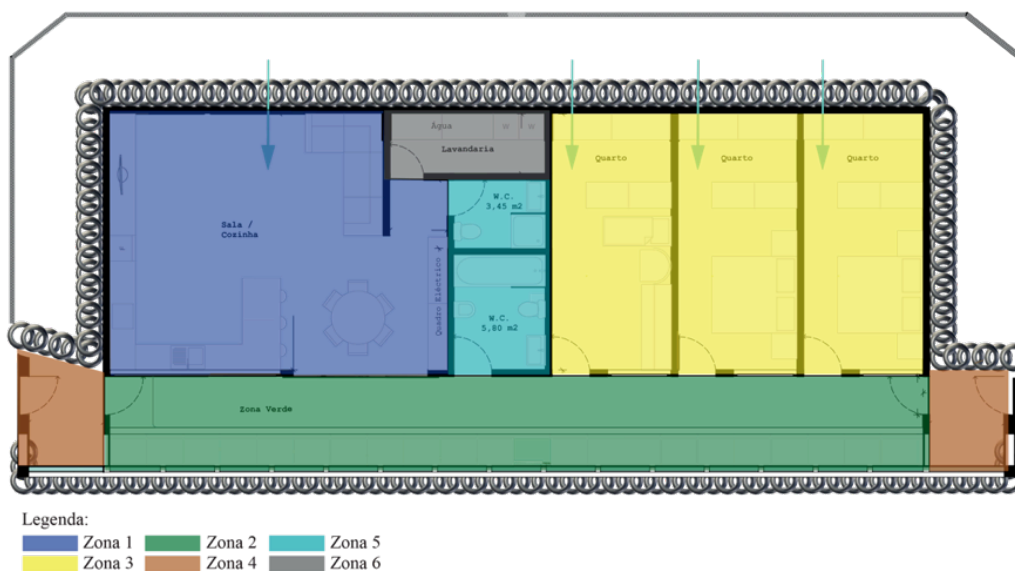 Agua
Lavandaria
Quarto
Quarto
Quarto
W.C.
3,45 m2
Sala /
Cozinha
Quadro Eléctrico
W.C.
5,80 m2
Zona Verde
Legenda:
Zona 1
Zona 2
Zona 5
Zona 3
Zona 4
Zona 6